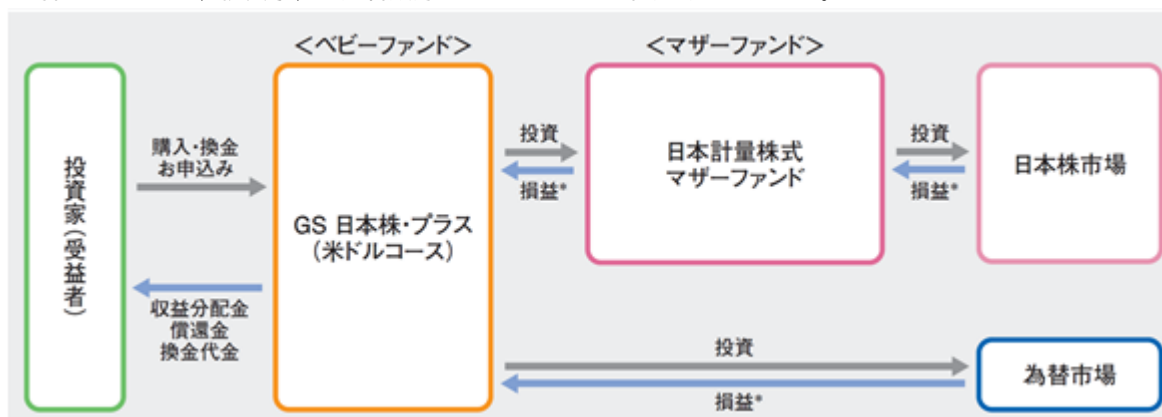 <ベビーファンド>
<マザーファンド>
投資家(受益者)
購入・換金
お申込み
収益分配金
償還金
換金代金
GS 日本株・プラス
(米ドルコース)
投資
損益*
日本計量株式
マザーファンド
投資
損益*
日本株市場
投資
損益*
為替市場